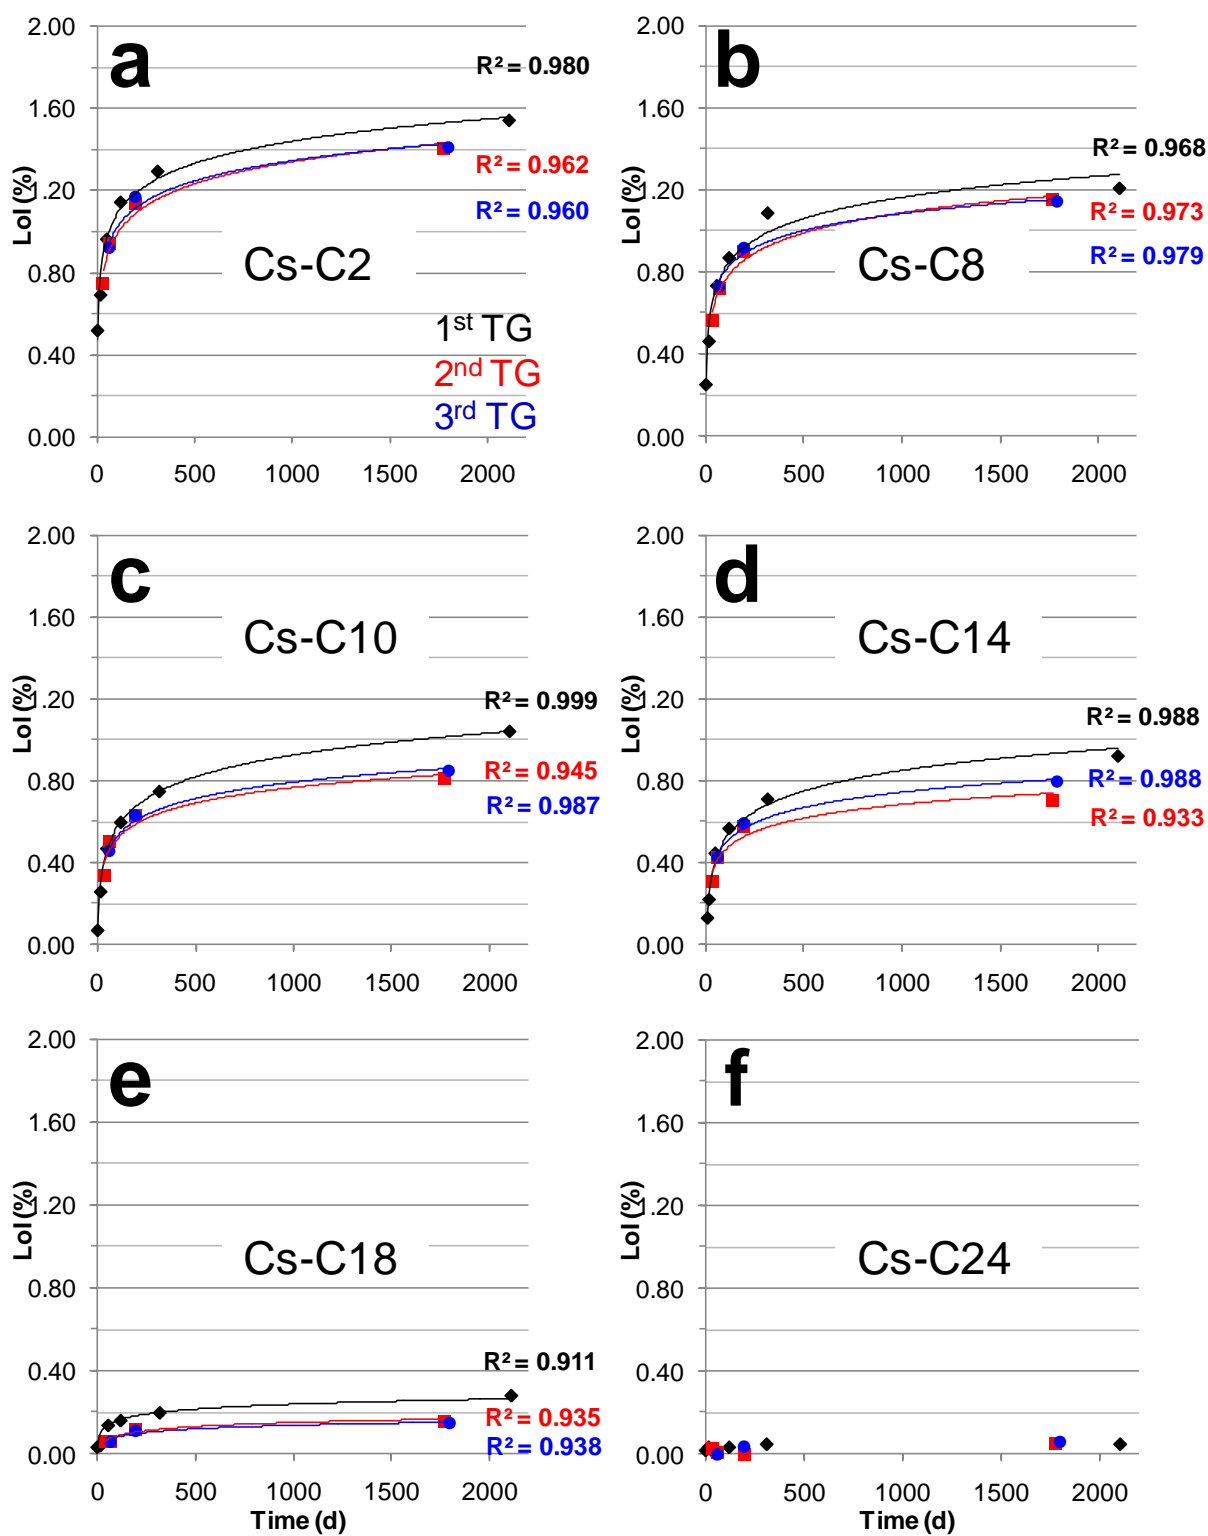 a
2.00
1.60
1.20
0.80
0.40
0.00
LoI (%)
R² = 0.980
R² = 0.962
R² = 0.960
Cs-C2
1st TG
2nd TG
3rd TG
0 500 1000 1500 2000
b
2.00
1.60
1.20
0.80
0.40
0.00
LoI (%)
R² = 0.968
R² = 0.973
R² = 0.979
Cs-C8
0 500 1000 1500 2000
c
2.00
1.60
1.20
0.80
0.40
0.00
LoI (%)
Cs-C10
R² = 0.999
R² = 0.945
R² = 0.987
0 500 1000 1500 2000
d
2.00
1.60
1.20
0.80
0.40
0.00
LoI (%)
Cs-C14
R² = 0.988
R² = 0.988
R² = 0.933
0 500 1000 1500 2000
e
2.00
1.60
1.20
0.80
0.40
0.00
LoI (%)
Cs-C18
R² = 0.911
R² = 0.935
R² = 0.938
0 500 1000 1500 2000
Time (d)
f
2.00
1.60
1.20
0.80
0.40
0.00
LoI (%)
Cs-C24
0 500 1000 1500 2000
Time (d)